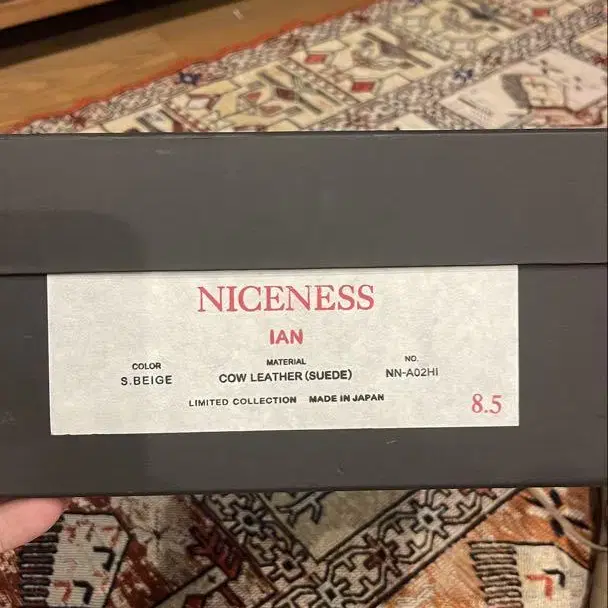 NICENESS
IAN
COLOR MATERIAL NO.
S.BEIGE COW LEATHER (SUEDE) NN-A02HI
LIMITED COLLECTION MADE IN JAPAN
8.5